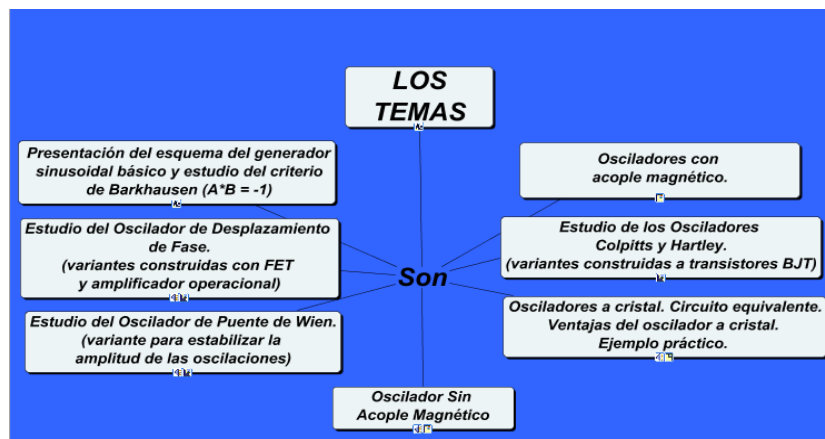 LOS
TEMAS
Presentación del esquema del generador
sinusoidal básico y estudio del criterio
de Barkhausen (A*B = -1)
Osciladores con
acople magnético.
Estudio del Oscilador de Desplazamiento
de Fase.
(variantes construidas con FET
y amplificador operacional)
Estudio de los Osciladores
Colpitts y Hartley.
(variantes construidas a transistores BJT)
Son
Estudio del Oscilador de Puente de Wien.
(variante para estabilizar la
amplitud de las oscilaciones)
Osciladores a cristal. Circuito equivalente.
Ventajas del oscilador a cristal.
Ejemplo práctico.
Oscilador Sin
Acople Magnético